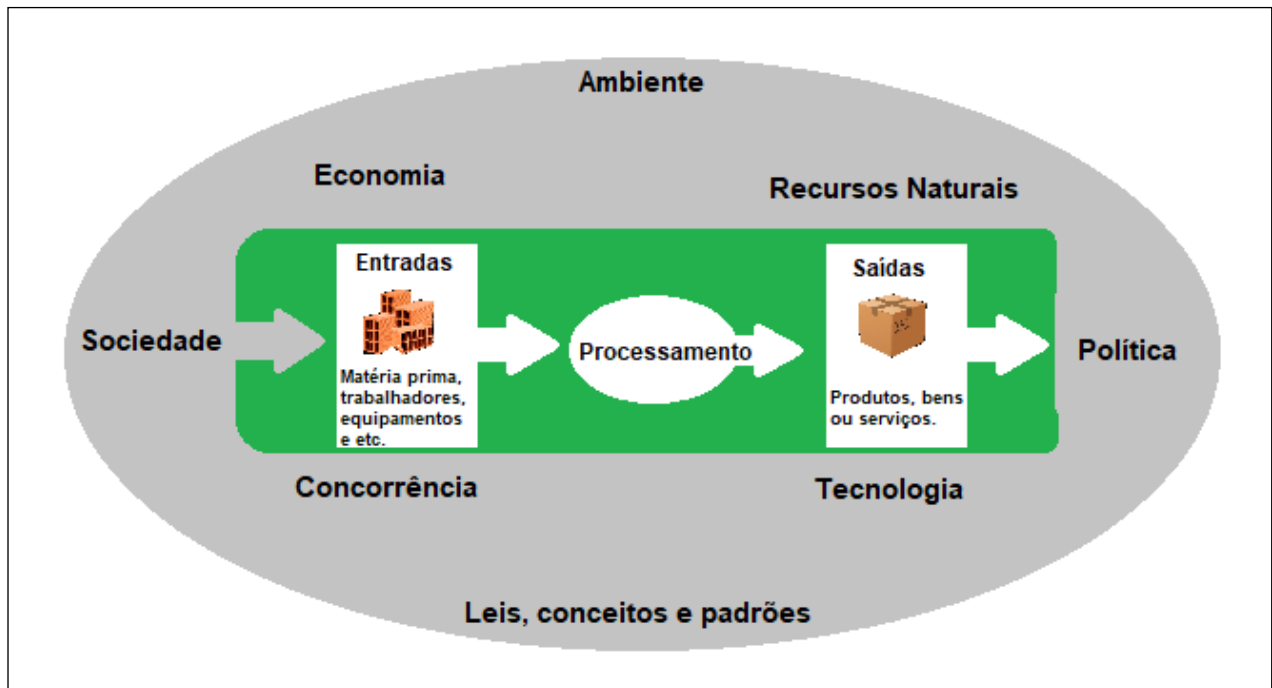 Ambiente
Economia
Recursos Naturais
Entradas
Saídas
Sociedade
Processamento
Política
Matéria prima,
trabalhadores,
equipamentos
e etc.
Produtos, bens
ou serviços.
Concorrência
Tecnologia
Leis, conceitos e padrões